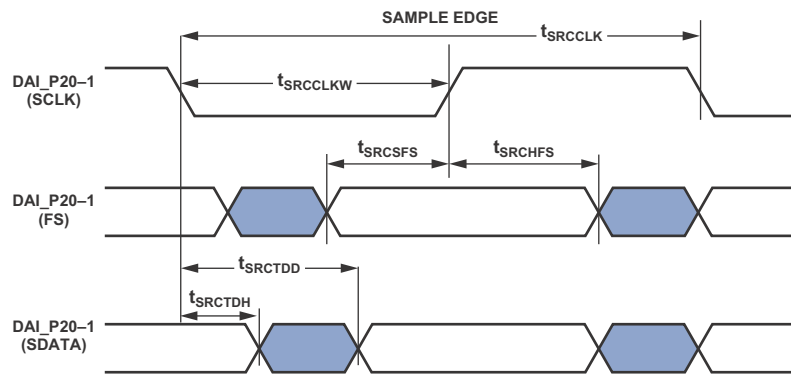 SAMPLE EDGE
tSRCCLK
DAI_P20–1
(SCLK)
tSRCCLKW
tSRCSFS
tSRCHFS
DAI_P20–1
(FS)
tSRCTDD
tSRCTDH
DAI_P20–1
(SDATA)